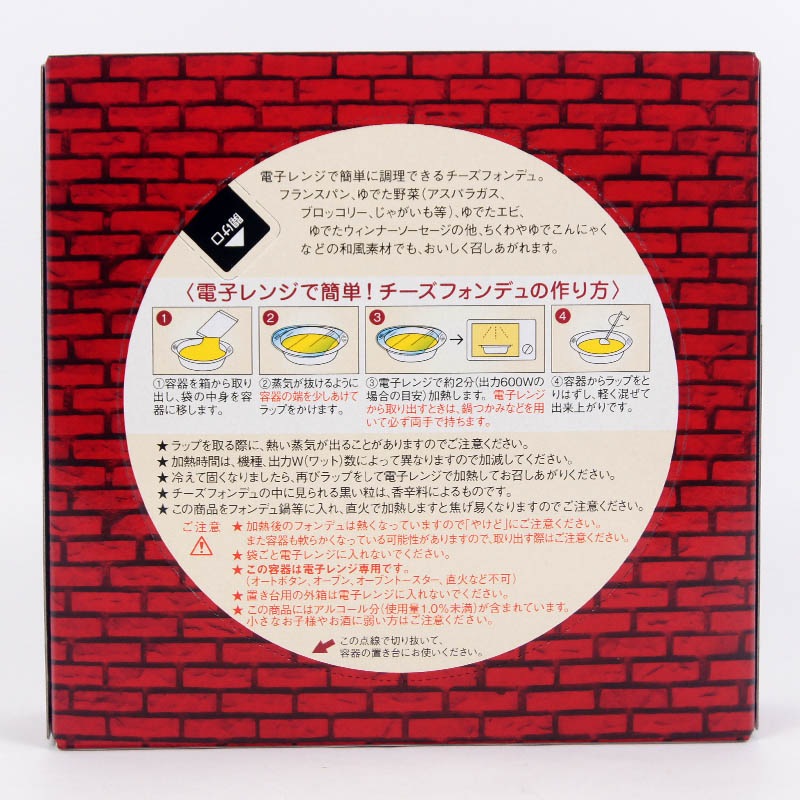 電子レンジで簡単に調理できるチーズフォンデュ。
フランスパン、ゆでた野菜（アスパラガス、
ブロッコリー、じゃがいも等）、ゆでたエビ、
ゆでたウィンナーソーセージの他、ちくわやゆでこんにゃく
などの和風素材でも、おいしく召しあがれます。
開け口
〈電子レンジで簡単！チーズフォンデュの作り方〉
1
2
3
4
①容器を箱から取り
出し、袋の中身を容
器に移します。
②蒸気が抜けるように
容器の端を少しあけて
ラップをかけます。
③電子レンジで約2分（出力600Wの
場合の目安）加熱します。電子レンジ
から取り出すときは、鍋つかみなどを用
いて必ず両手で持ちます。
④容器からラップをと
りはずし、軽く混ぜて
出来上がりです。
★ラップを取る際に、熱い蒸気が出ることがありますのでご注意ください。
★加熱時間は、機種、出力W（ワット）数によって異なりますので加減してください。
★冷えて固くなりましたら、再びラップをして電子レンジで加熱してお召しあがりください。
★チーズフォンデュの中に見られる黒い粒は、香辛料によるものです。
★この商品をフォンデュ鍋等に入れ、直火で加熱しますと焦げ易くなりますのでご注意ください。
ご注意
★加熱後のフォンデュは熱くなっていますので「やけど」にご注意ください。
また容器も軟らかくなっている可能性がありますので、取り出す際はご注意ください。
★袋ごと電子レンジに入れないでください。
★この容器は電子レンジ専用です。
（オートボタン、オーブン、オーブントースター、直火など不可）
★置き台用の外箱は電子レンジに入れないでください。
★この商品にはアルコール分（使用量1.0%未満）が含まれています。
小さなお子様やお酒に弱い方はご注意ください。
この点線で切り抜いて、
容器の置き台にお使いください。